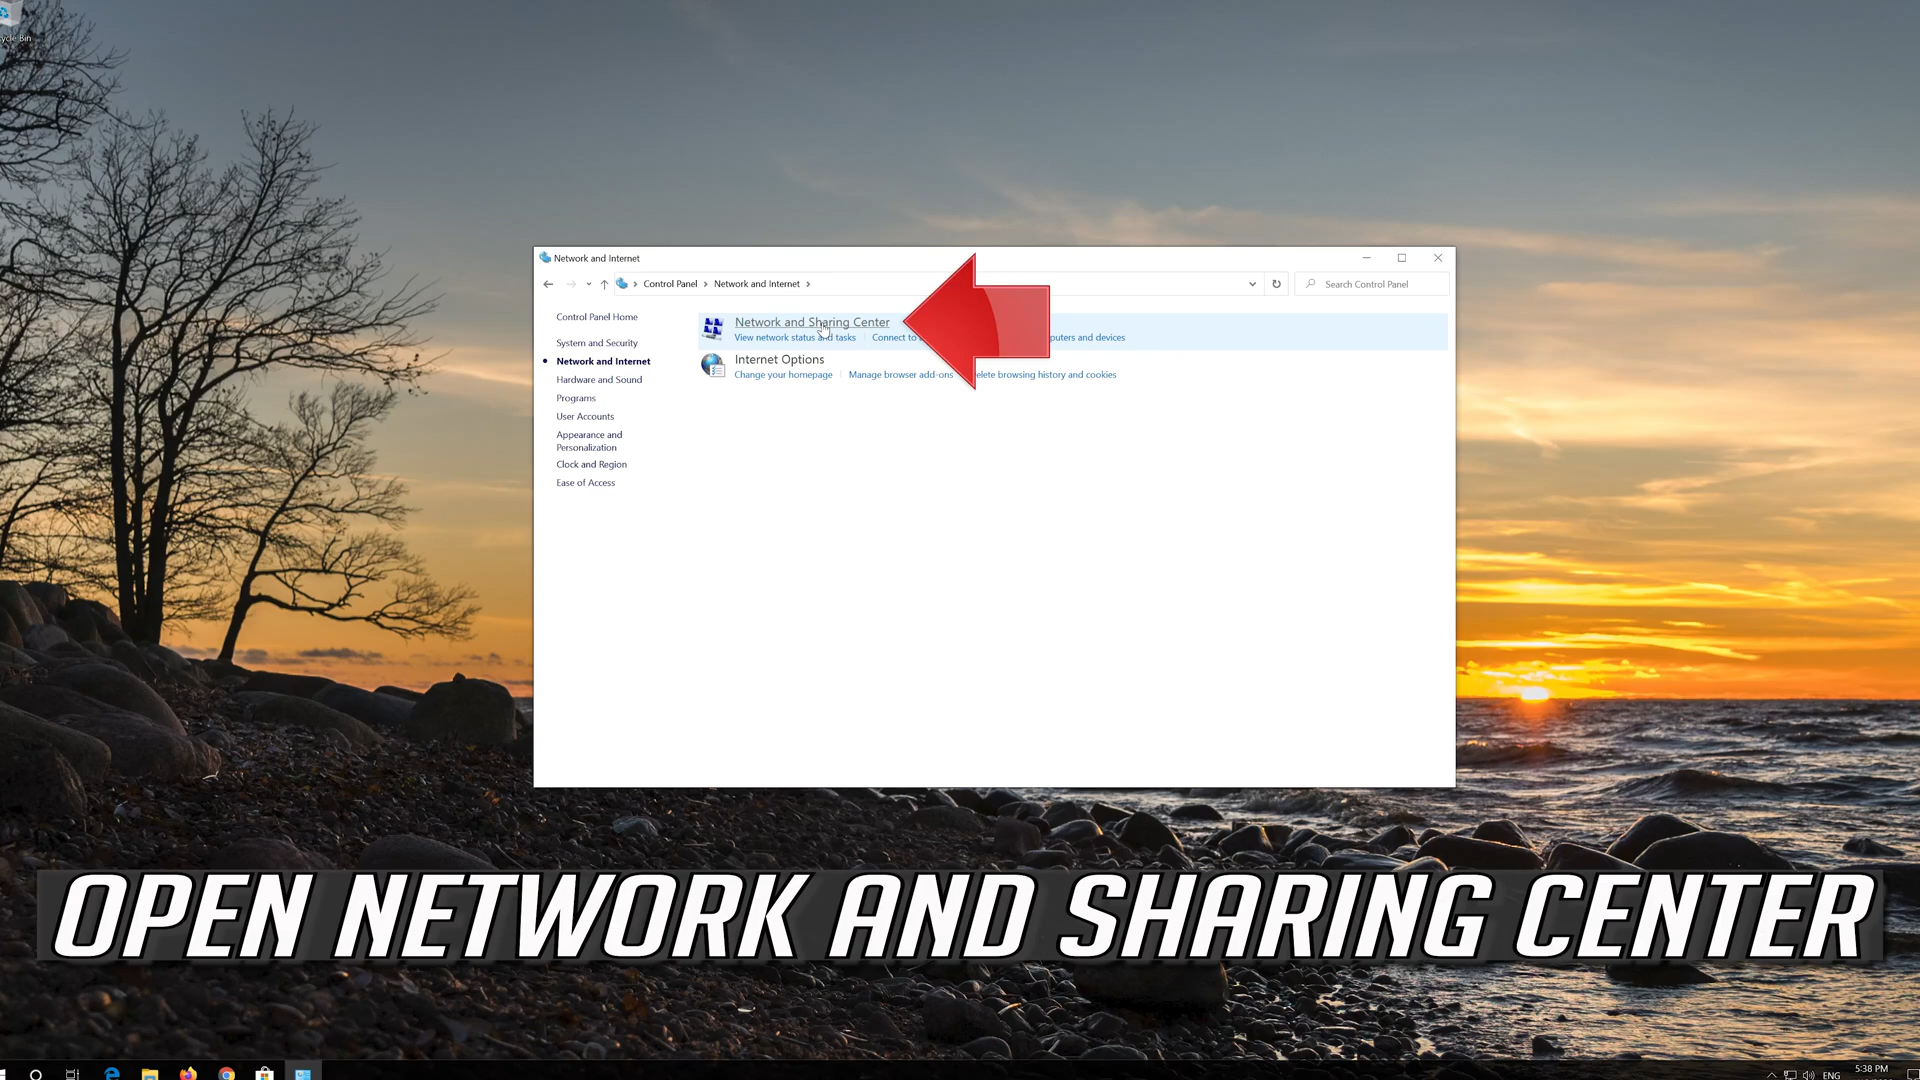 ycle Bin
Network and Internet
Control Panel > Network and Internet >
Search Control Panel
Control Panel Home
System and Security
Network and Internet
Hardware and Sound
Programs
User Accounts
Appearance and
Personalization
Clock and Region
Ease of Access
Network and Sharing Center
View network status and tasks
Connect to
puters and devices
Internet Options
Change your homepage
Manage browser add-ons
elete browsing history and cookies
OPEN NETWORK AND SHARING CENTER
ENG
5:38 PM